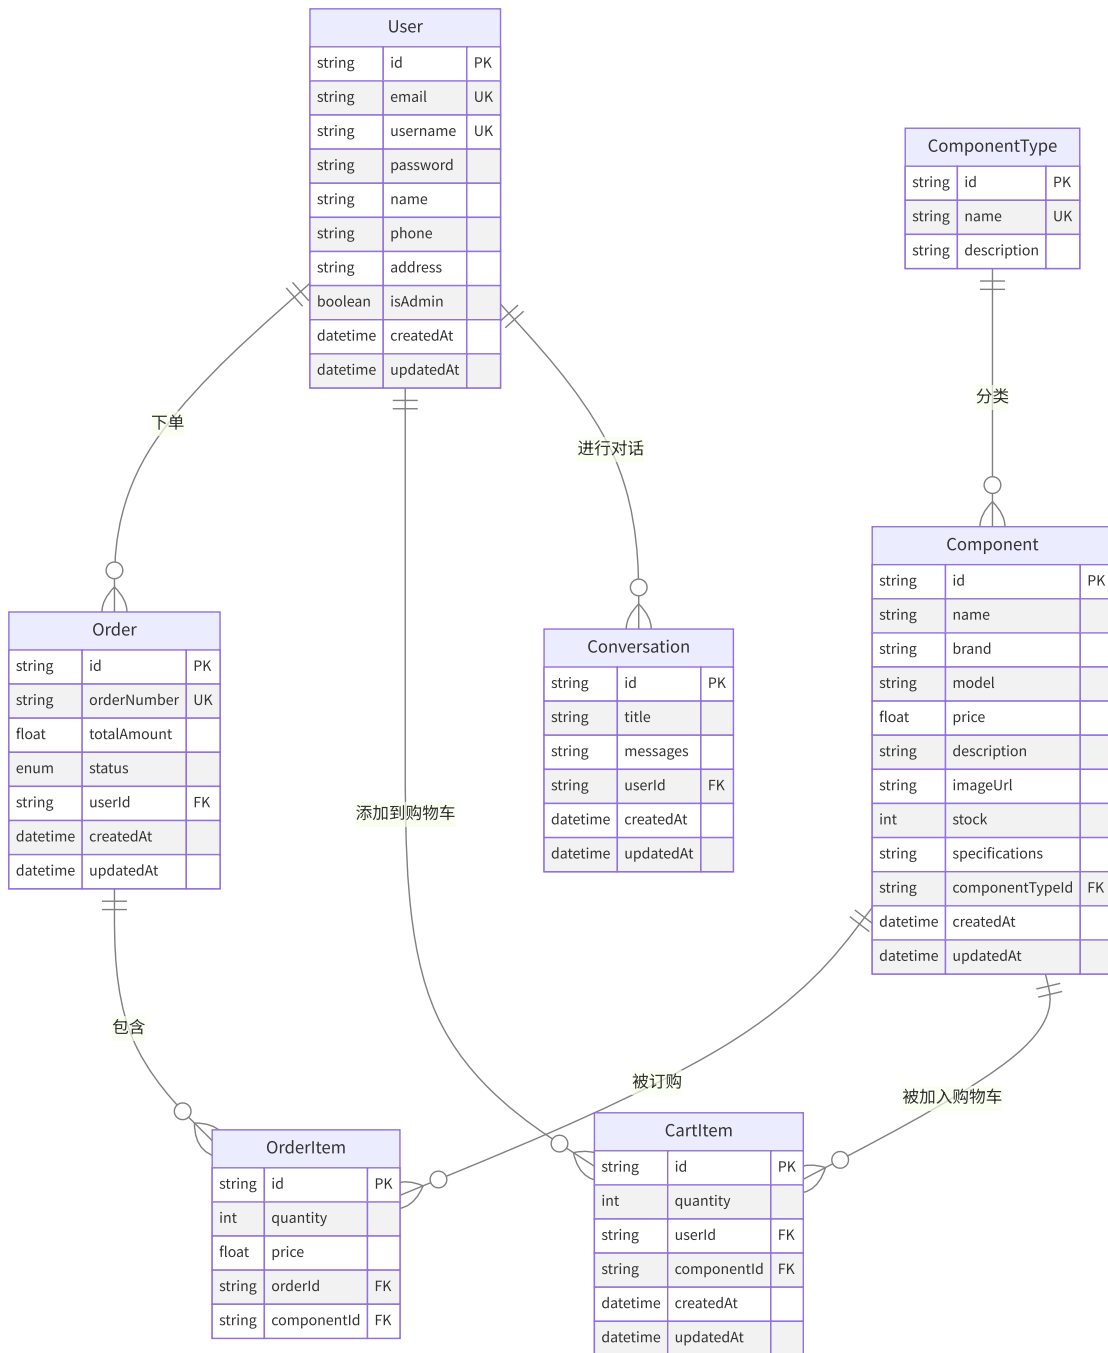 User
string id PK
string email UK
string username UK
string password
string name
string phone
string address
boolean isAdmin
datetime createdAt
datetime updatedAt
ComponentType
string id PK
string name UK
string description
下单
进行对话
分类
Order
string id PK
string orderNumber UK
float totalAmount
enum status
string userId FK
datetime createdAt
datetime updatedAt
Conversation
string id PK
string title
string messages
string userId FK
datetime createdAt
datetime updatedAt
Component
string id PK
string name
string brand
string model
float price
string description
string imageUrl
int stock
string specifications
string componentTypeId FK
datetime createdAt
datetime updatedAt
添加到购物车
包含
被订购
被加入购物车
OrderItem
string id PK
int quantity
float price
string orderId FK
string componentId FK
CartItem
string id PK
int quantity
string userId FK
string componentId FK
datetime createdAt
datetime updatedAt